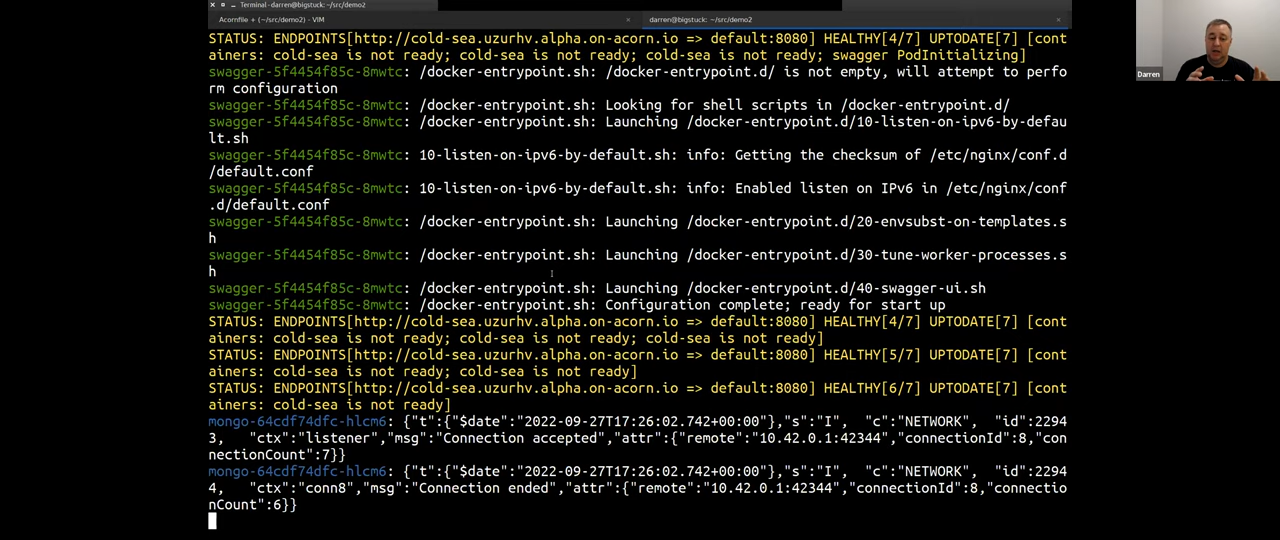 Terminal - darren@bigstuck: ~/src/demo2
Acornfile + (~/src/demo2) - VIM
darren@bigstuck: ~/src/demo2
STATUS: ENDPOINTS[http://cold-sea.uzurhv.alpha.on-acorn.io => default:8080] HEALTHY[4/7] UPTODATE[7] [cont
ainers: cold-sea is not ready; cold-sea is not ready; cold-sea is not ready; swagger PodInitializing]
swagger-5f4454f85c-8mwtc: /docker-entrypoint.sh: /docker-entrypoint.d/ is not empty, will attempt to perfo
rm configuration
swagger-5f4454f85c-8mwtc: /docker-entrypoint.sh: Looking for shell scripts in /docker-entrypoint.d/
swagger-5f4454f85c-8mwtc: /docker-entrypoint.sh: Launching /docker-entrypoint.d/10-listen-on-ipv6-by-defau
lt.sh
swagger-5f4454f85c-8mwtc: 10-listen-on-ipv6-by-default.sh: info: Getting the checksum of /etc/nginx/conf.d
/default.conf
swagger-5f4454f85c-8mwtc: 10-listen-on-ipv6-by-default.sh: info: Enabled listen on IPv6 in /etc/nginx/conf
.d/default.conf
swagger-5f4454f85c-8mwtc: /docker-entrypoint.sh: Launching /docker-entrypoint.d/20-envsubst-on-templates.s
h
swagger-5f4454f85c-8mwtc: /docker-entrypoint.sh: Launching /docker-entrypoint.d/30-tune-worker-processes.s
h
swagger-5f4454f85c-8mwtc: /docker-entrypoint.sh: Launching /docker-entrypoint.d/40-swagger-ui.sh
swagger-5f4454f85c-8mwtc: /docker-entrypoint.sh: Configuration complete; ready for start up
STATUS: ENDPOINTS[http://cold-sea.uzurhv.alpha.on-acorn.io => default:8080] HEALTHY[4/7] UPTODATE[7] [cont
ainers: cold-sea is not ready; cold-sea is not ready; cold-sea is not ready]
STATUS: ENDPOINTS[http://cold-sea.uzurhv.alpha.on-acorn.io => default:8080] HEALTHY[5/7] UPTODATE[7] [cont
ainers: cold-sea is not ready; cold-sea is not ready]
STATUS: ENDPOINTS[http://cold-sea.uzurhv.alpha.on-acorn.io => default:8080] HEALTHY[6/7] UPTODATE[7] [cont
ainers: cold-sea is not ready]
mongo-64cdf74dfc-hlcm6: {"t":{"$date":"2022-09-27T17:26:02.742+00:00"},"s":"I", "c":"NETWORK", "id":2294
3, "ctx":"listener","msg":"Connection accepted","attr":{"remote":"10.42.0.1:42344","connectionId":8,"con
nectionCount":7}}
mongo-64cdf74dfc-hlcm6: {"t":{"$date":"2022-09-27T17:26:02.742+00:00"},"s":"I", "c":"NETWORK", "id":2294
4, "ctx":"conn8","msg":"Connection ended","attr":{"remote":"10.42.0.1:42344","connectionId":8,"connectio
nCount":6}}
Darren